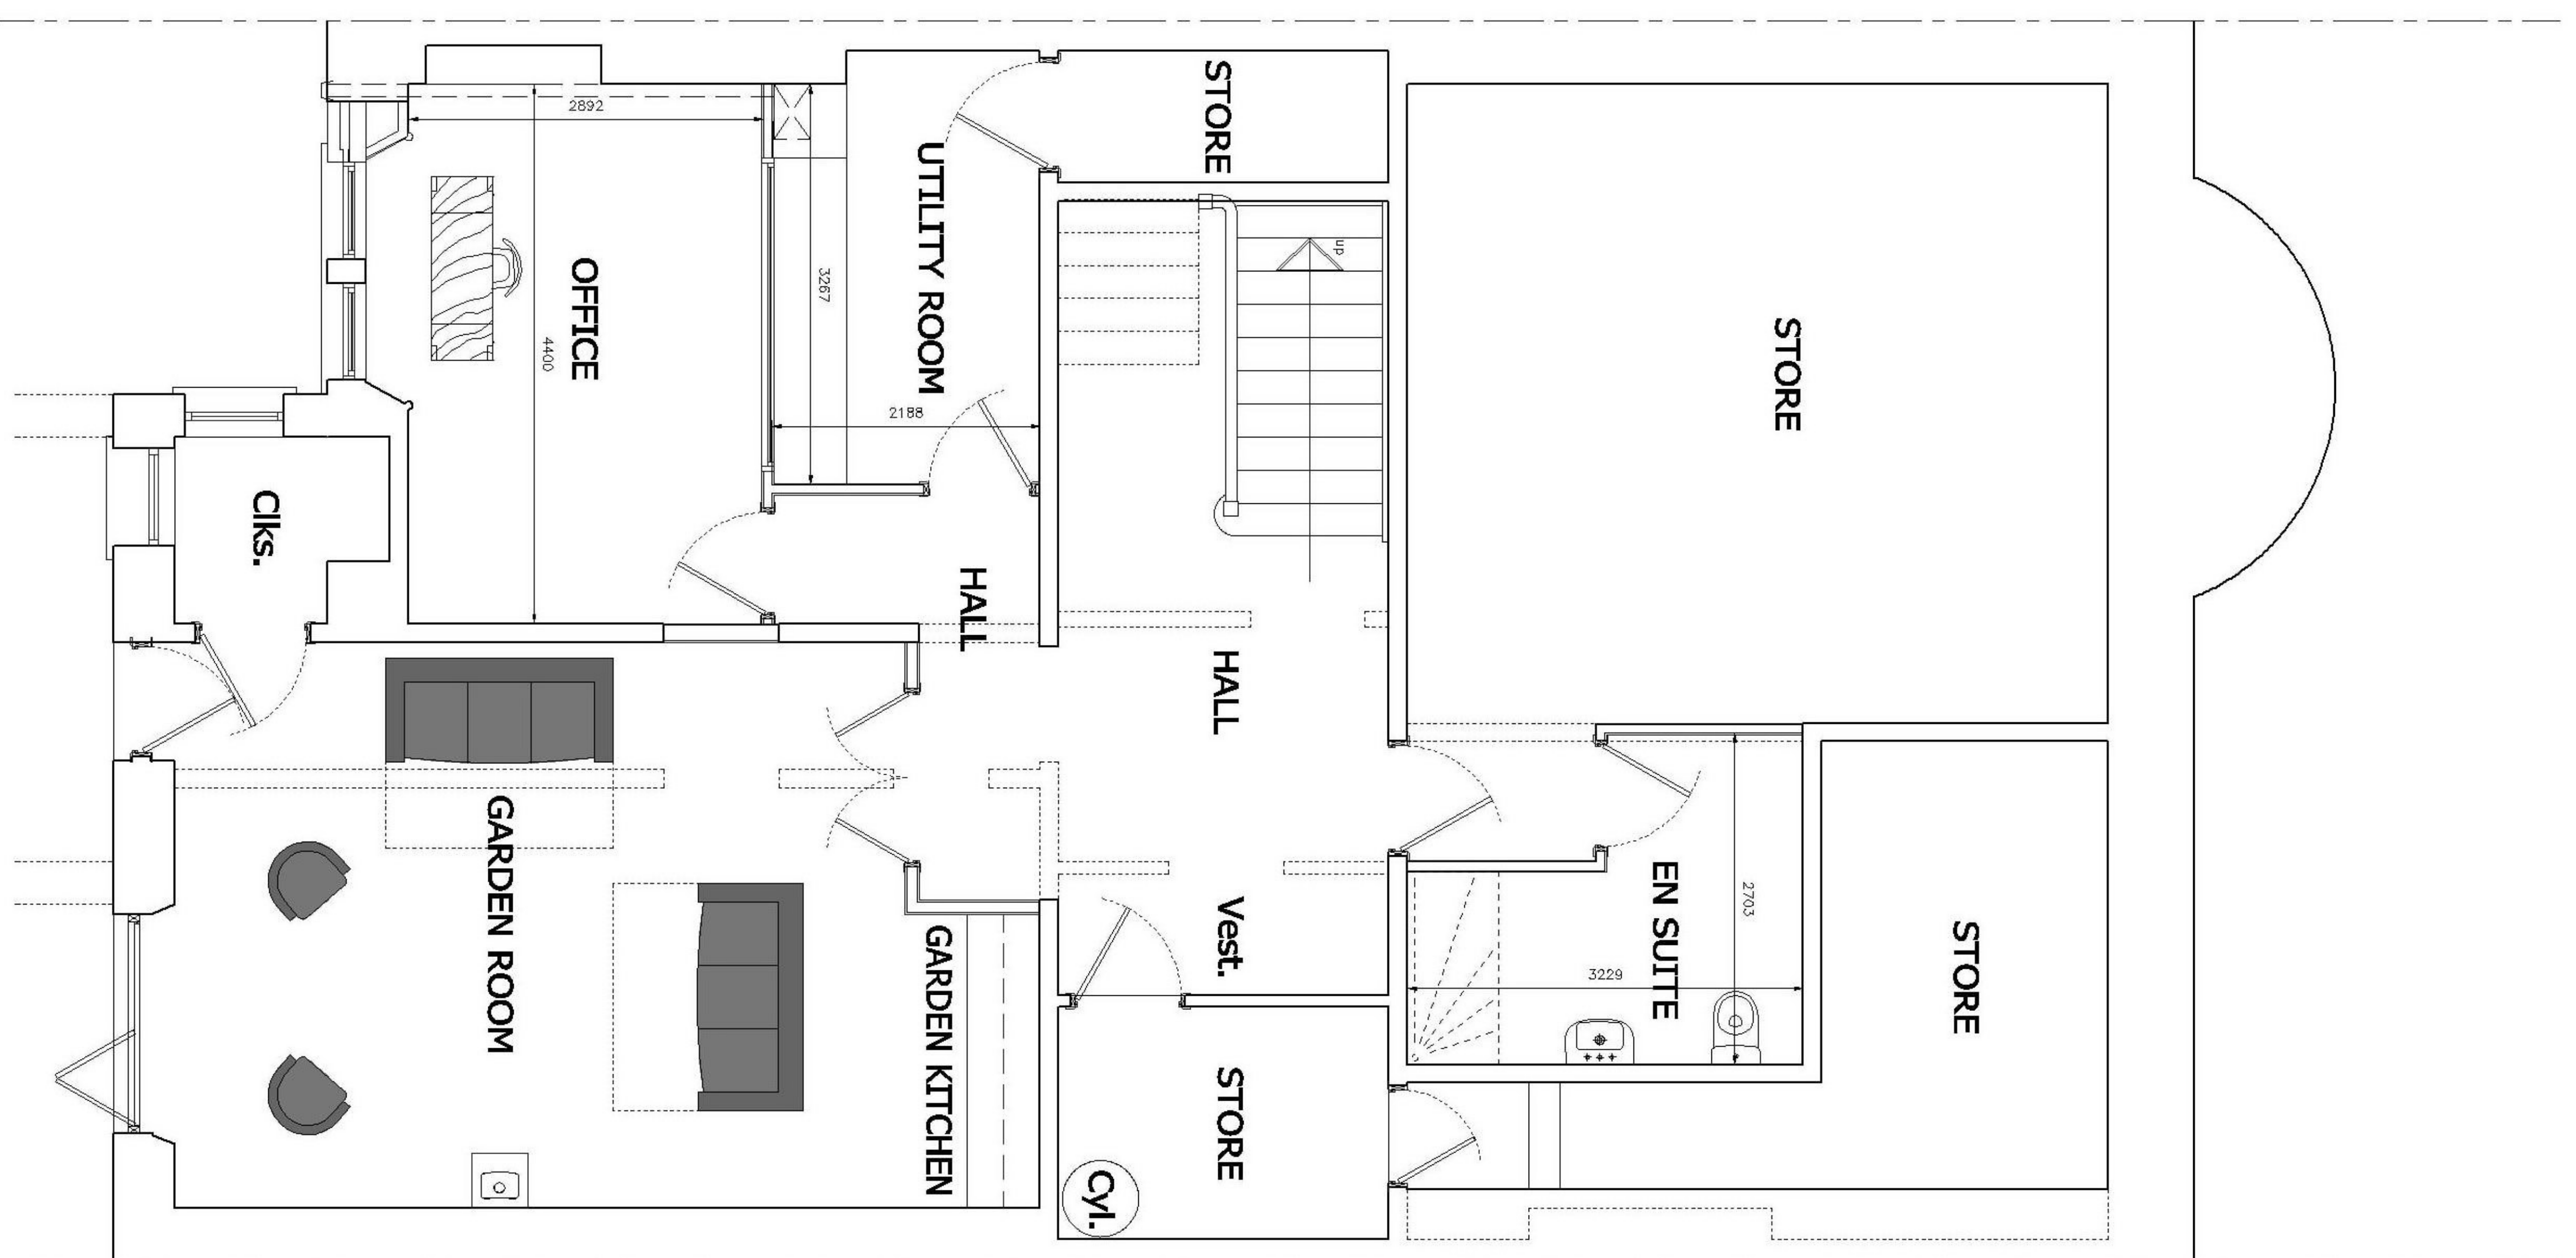 STORE
2892
UTILITY ROOM
up
OFFICE
3267
STORE
4400
2188
Clks.
HALL
HALL
GARDEN ROOM
EN SUITE
2703
Vest.
GARDEN KITCHEN
STORE
3229
STORE
Cyl.